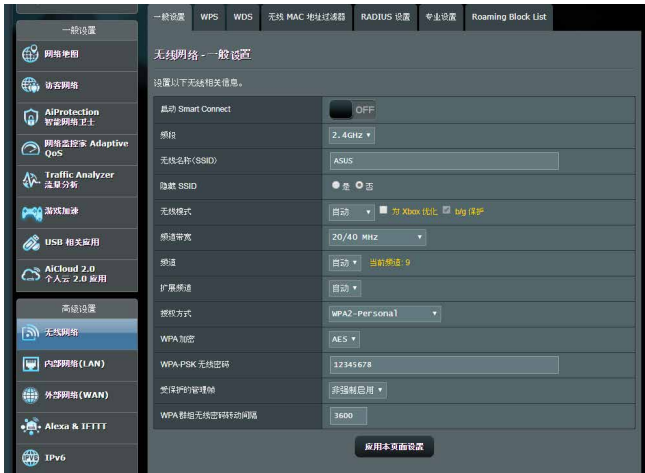 一般设置
网络地图
访客网络
AiProtection
智能网络卫士
网络监控家 Adaptive
QoS
Traffic Analyzer
流量分析
游戏加速
USB 相关应用
AiCloud 2.0
个人云 2.0 应用
高级设置
无线网络
内部网络(LAN)
外部网络(WAN)
Alexa & IFTTT
IPv6
一般设置 WPS WDS 无线 MAC 地址过滤器 RADIUS 设置 专业设置 Roaming Block List
无线网络 - 一般设置
设置以下无线相关信息。
启动 Smart Connect OFF
频段 2.4GHz
无线名称(SSID) ASUS
隐藏 SSID 是 否
无线模式 自动 为 Xbox 优化 b/g 保护
频道带宽 20/40 MHz
频道 自动 当前频道: 9
扩展频道 自动
授权方式 WPA2-Personal
WPA 加密 AES
WPA-PSK 无线密码 12345678
受保护的管理帧 非强制启用
WPA 群组无线密码转动间隔 3600
应用本页面设置